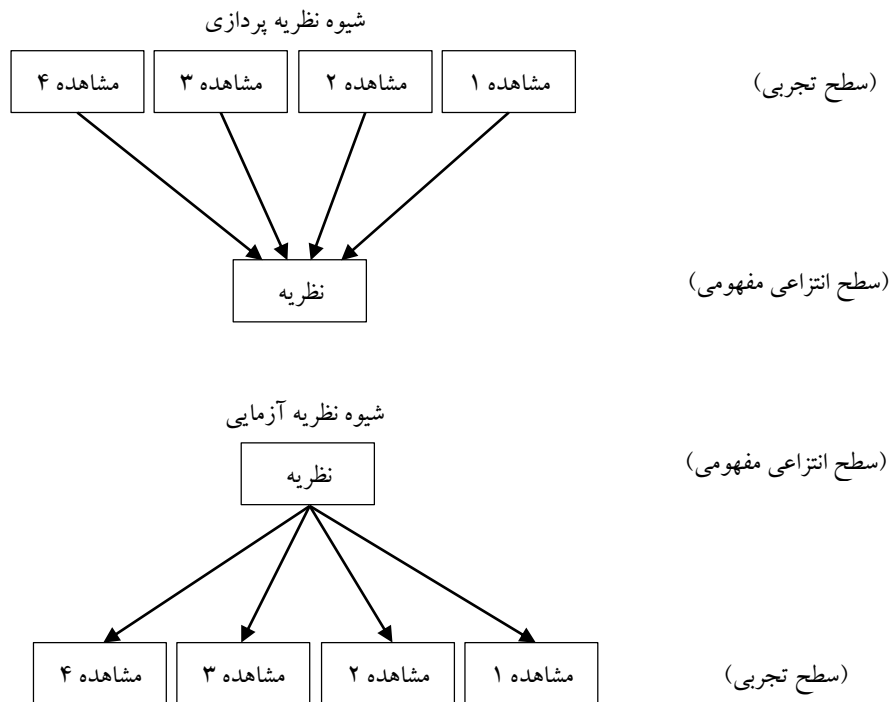 شیوه نظریه پردازی
(سطح تجربی) مشاهده ۱ مشاهده ۲ مشاهده ۳ مشاهده ۴
(سطح انتزاعی مفهومی) نظریه
شیوه نظریه آزمایی
(سطح انتزاعی مفهومی) نظریه
(سطح تجربی) مشاهده ۱ مشاهده ۲ مشاهده ۳ مشاهده ۴